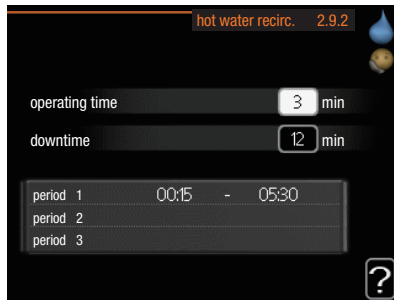 hot water recirc. 2.9.2
operating time 3 min
downtime 12 min
period 1 00:15 - 05:30
period 2
period 3
?